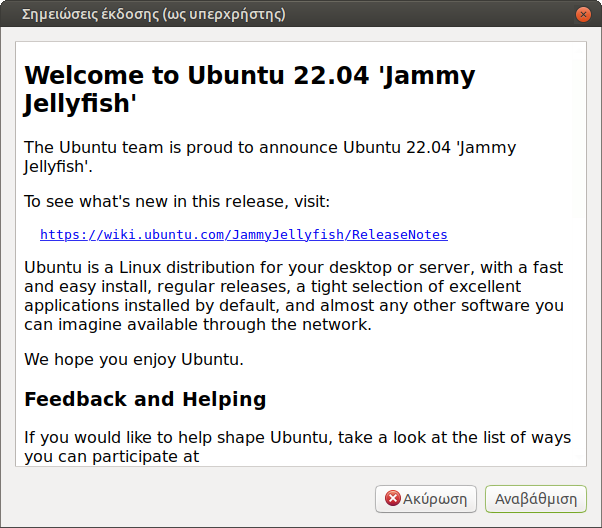 Σημειώσεις έκδοσης (ως υπερχρήστης)
Welcome to Ubuntu 22.04 'Jammy
Jellyfish'
The Ubuntu team is proud to announce Ubuntu 22.04 'Jammy
Jellyfish'.
To see what's new in this release, visit:
https://wiki.ubuntu.com/JammyJellyfish/ReleaseNotes
Ubuntu is a Linux distribution for your desktop or server, with a fast
and easy install, regular releases, a tight selection of excellent
applications installed by default, and almost any other software you
can imagine available through the network.
We hope you enjoy Ubuntu.
Feedback and Helping
If you would like to help shape Ubuntu, take a look at the list of ways
you can participate at
Ακύρωση Αναβάθμιση